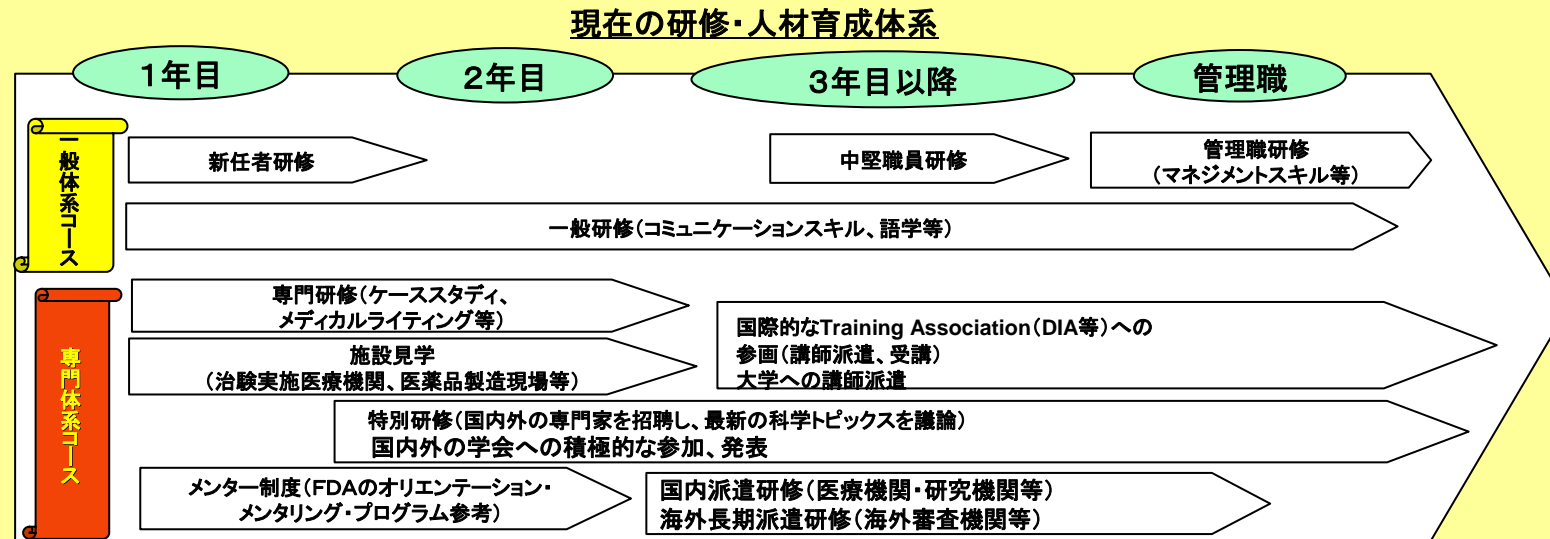 現在の研修・人材育成体系
1年目
2年目
3年目以降
管理職
一般体系コース
新任者研修
中堅職員研修
管理職研修
(マネジメントスキル等)
一般研修(コミュニケーションスキル、語学等)
専門体系コース
専門研修(ケーススタディ、
メディカルライティング等)
施設見学
(治験実施医療機関、医薬品製造現場等)
国際的なTraining Association(DIA等)への
参画(講師派遣、受講)
大学への講師派遣
特別研修(国内外の専門家を招聘し、最新の科学トピックスを議論)
国内外の学会への積極的な参加、発表
メンター制度(FDAのオリエンテーション・
メンタリング・プログラム参考)
国内派遣研修(医療機関・研究機関等)
海外長期派遣研修(海外審査機関等)